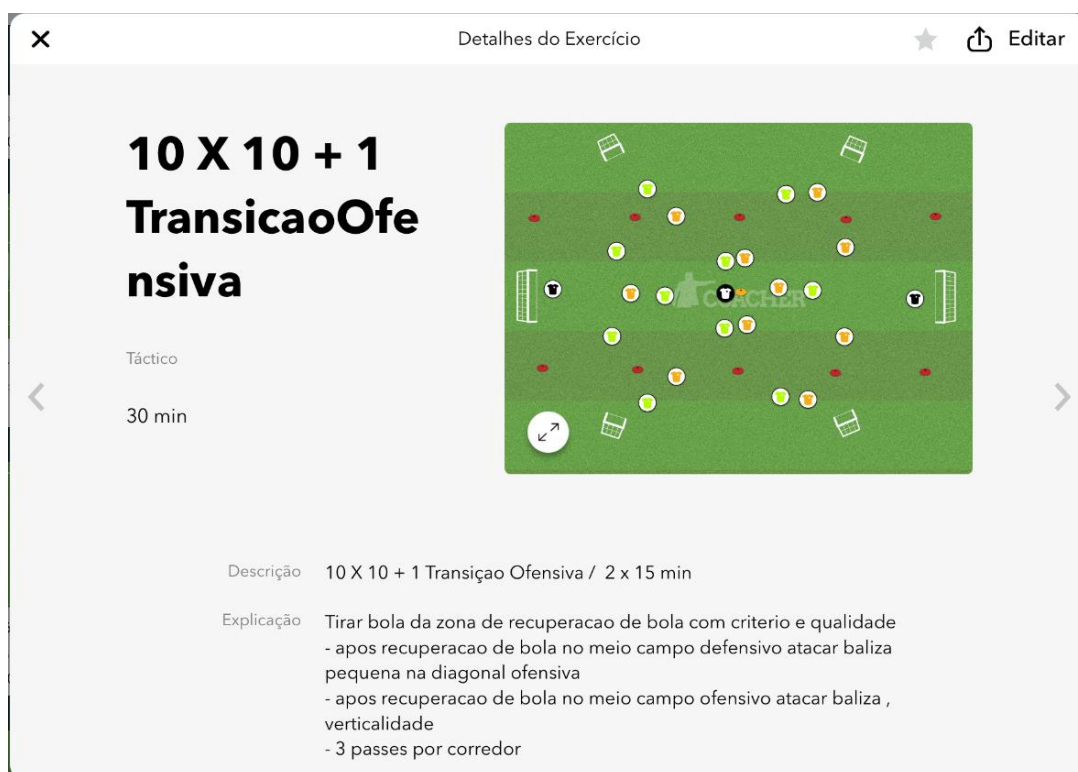 Detalhes do Exercício
Editar
10 X 10 + 1
TransicaoOfe
nsiva
Táctico
30 min
COACHER
Descrição
10 X 10 + 1 Transiçao Ofensiva / 2 x 15 min
Explicação
Tirar bola da zona de recuperacao de bola com criterio e qualidade
- apos recuperacao de bola no meio campo defensivo atacar baliza
pequena na diagonal ofensiva
- apos recuperacao de bola no meio campo ofensivo atacar baliza ,
verticalidade
- 3 passes por corredor